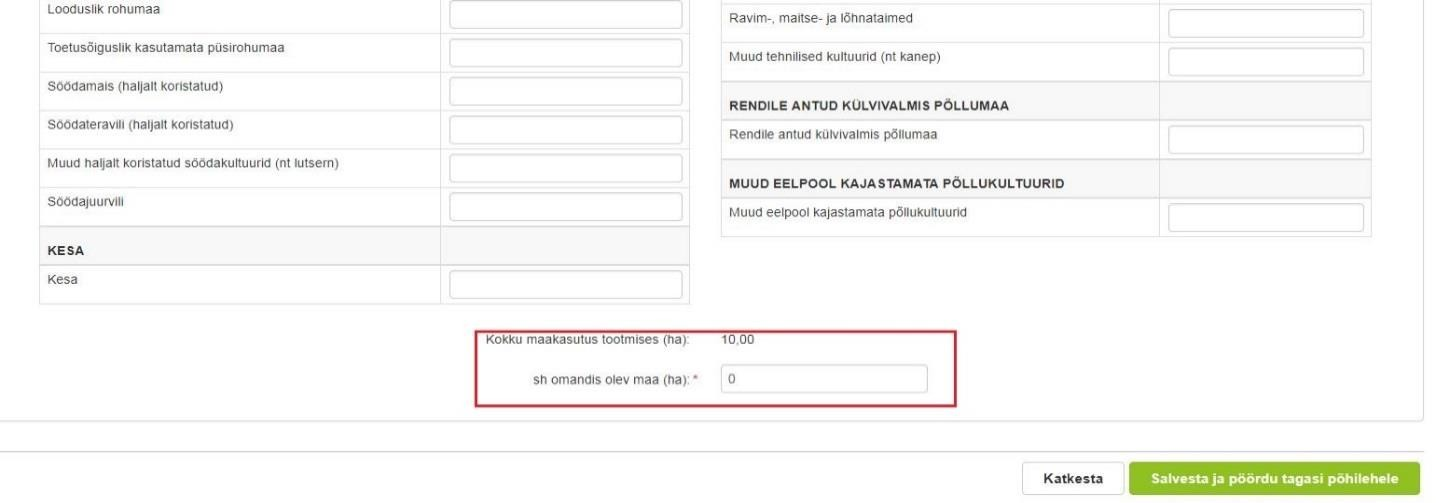 Looduslik rohumaa
Toetusõiguslik kasutamata püsirohumaa
Söödamais (haljalt koristatud)
Söödateravili (haljalt koristatud)
Muud haljalt koristatud söödakultuurid (nt lutsern)
Söödajuurvili
KESA
Kesa
Ravim-, maitse- ja lõhnataimed
Muud tehnilised kultuurid (nt kanep)
RENDILE ANTUD KÜLVIVALMIS PÕLLUMAA
Rendile antud külvivalmis põllumaa
MUUD EELPOOL KAJASTAMATA PÕLLUKULTUURID
Muud eelpool kajastamata põllukultuurid
Kokku maakasutus tootmises (ha): 10,00
sh omandis olev maa (ha): * 0
Katkesta Salvesta ja pöördu tagasi põhilehele